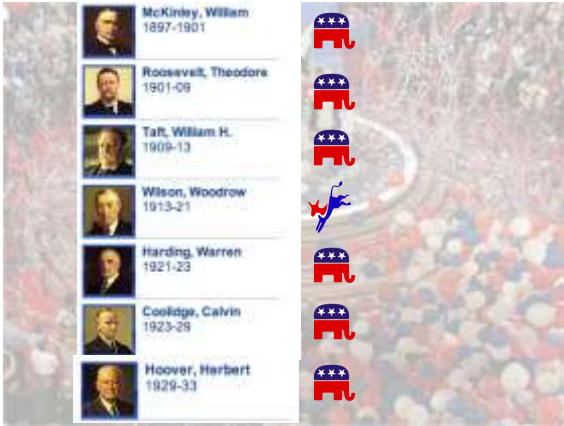 McKinley, William
1897-1901
Roosevelt, Theodore
1901-09
Taft, William H.
1909-13
Wilson, Woodrow
1913-21
Harding, Warren
1921-23
Coolidge, Calvin
1923-29
Hoover, Herbert
1929-33